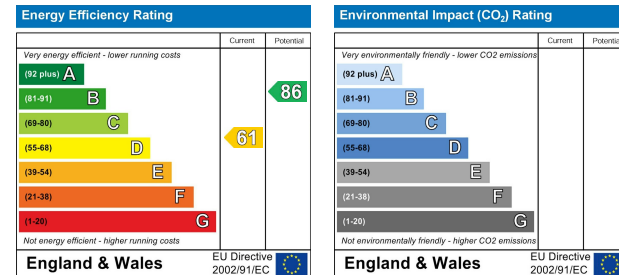 Energy Efficiency Rating
Current Potential
Very energy efficient - lower running costs
(92 plus) A
(81-91) B
86
(69-80) C
(55-68) D
61
(39-54) E
(21-38) F
(1-20) G
Not energy efficient - higher running costs
England & Wales
EU Directive
2002/91/EC
Environmental Impact (CO₂) Rating
Current Potential
Very environmentally friendly - lower CO2 emissions
(92 plus) A
(81-91) B
(69-80) C
(55-68) D
(39-54) E
(21-38) F
(1-20) G
Not environmentally friendly - higher CO2 emissions
England & Wales
EU Directive
2002/91/EC